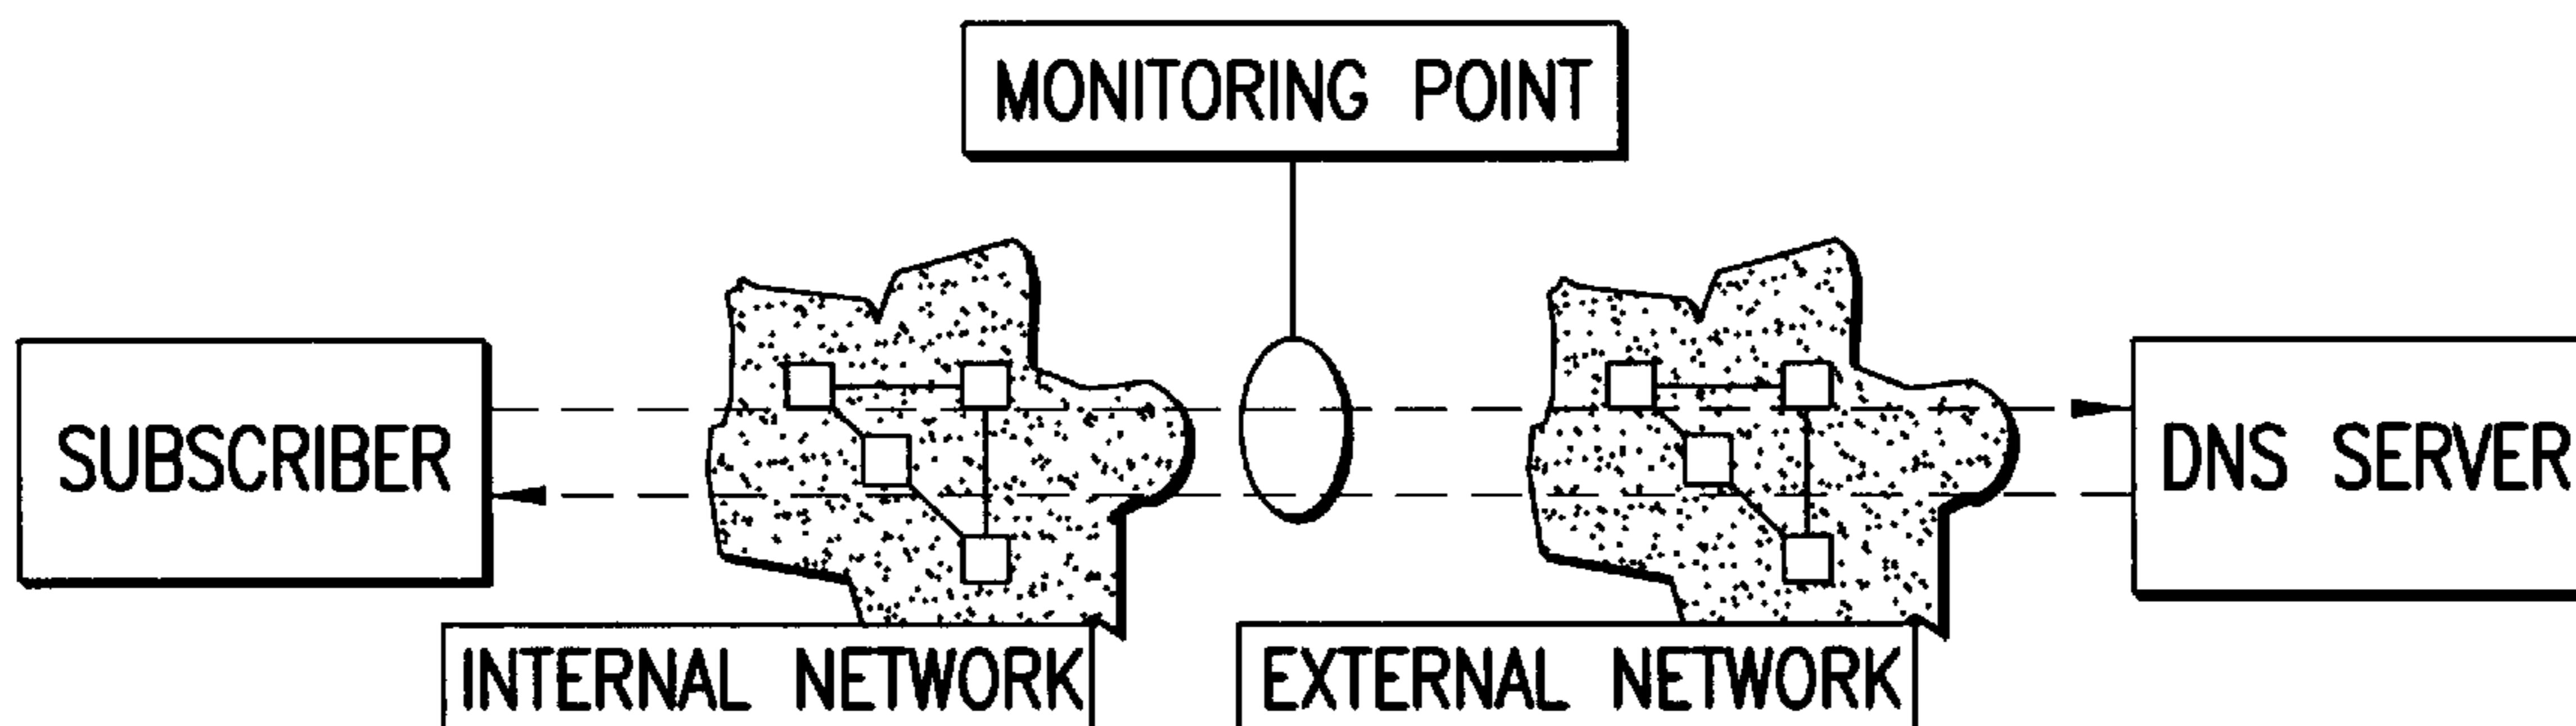 MONITORING POINT
SUBSCRIBER
DNS SERVER
INTERNAL NETWORK
EXTERNAL NETWORK